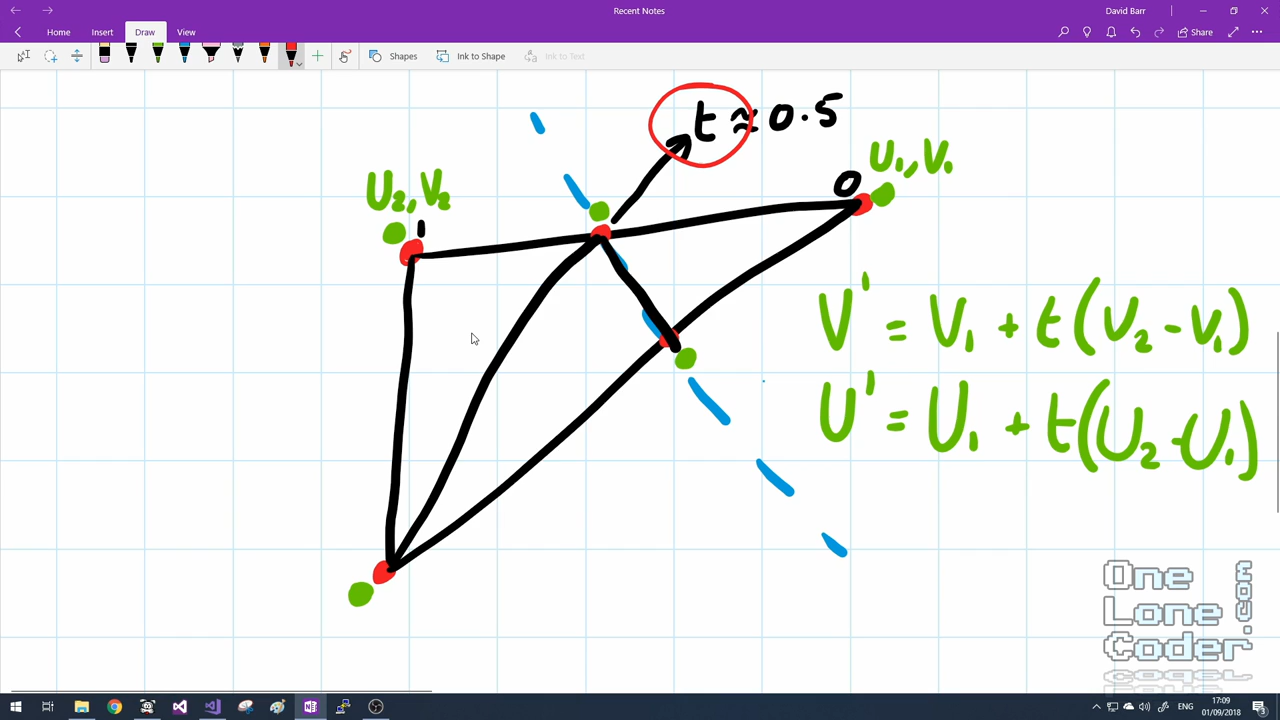 Recent Notes
David Barr
Home Draw View
Share
Shapes Ink to Shape Ink to Text
t ≈ 0.5
U₁,V₁
0
U₂,V₂
1
V' = V₁ + t(V₂ - V₁)
U' = U₁ + t(U₂ - U₁)
One
Lone
Coder
.com
ENG
17:09
01/09/2018
3